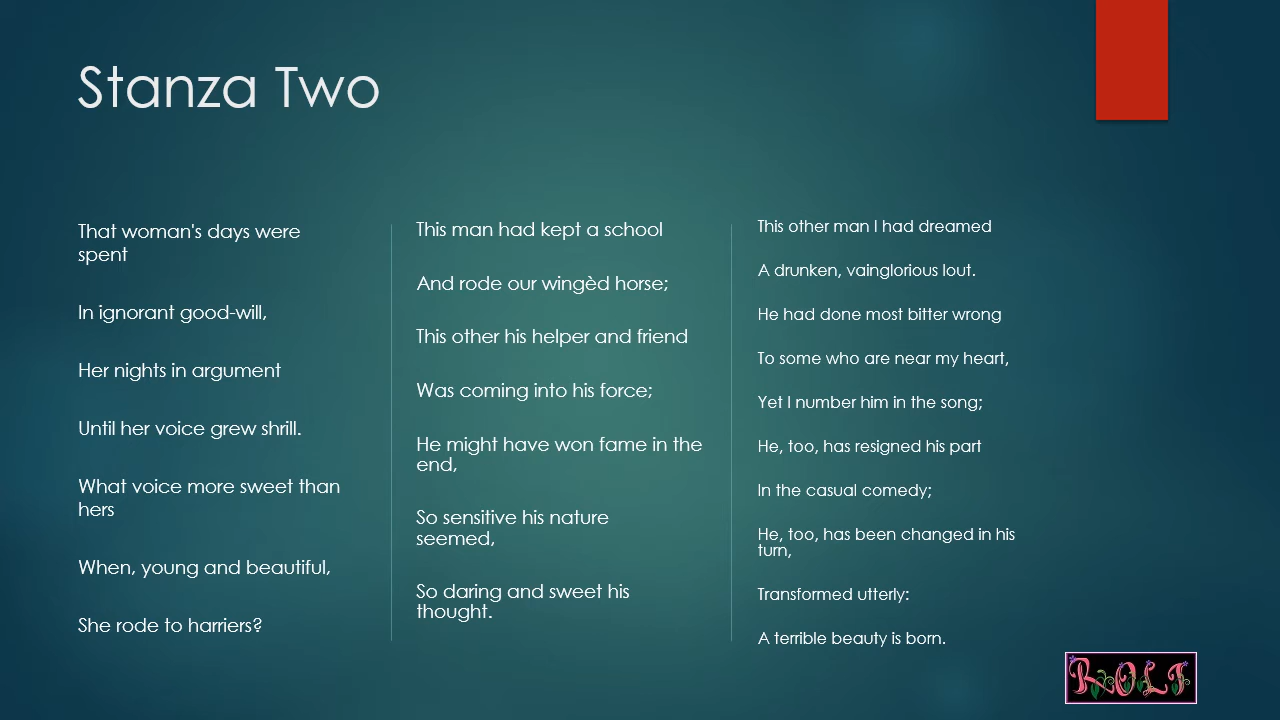 Stanza Two
That woman's days were
spent
In ignorant good-will,
Her nights in argument
Until her voice grew shrill.
What voice more sweet than
hers
When, young and beautiful,
She rode to harriers?
This man had kept a school
And rode our wingèd horse;
This other his helper and friend
Was coming into his force;
He might have won fame in the
end,
So sensitive his nature
seemed,
So daring and sweet his
thought.
This other man I had dreamed
A drunken, vainglorious lout.
He had done most bitter wrong
To some who are near my heart,
Yet I number him in the song;
He, too, has resigned his part
In the casual comedy;
He, too, has been changed in his
turn,
Transformed utterly:
A terrible beauty is born.
ROLI